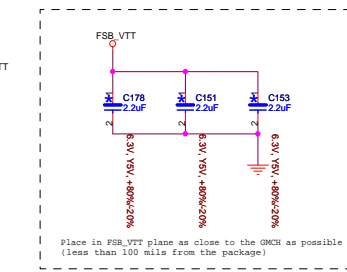 FSB_VTT
TT
1
C178
2.2uF
2
6.3V, Y5V, +80%/-20%
1
C151
2.2uF
2
6.3V, Y5V, +80%/-20%
1
C153
2.2uF
2
6.3V, Y5V, +80%/-20%
Place in FSB_VTT plane as close to the GMCH as possible
(less than 100 mils from the package)